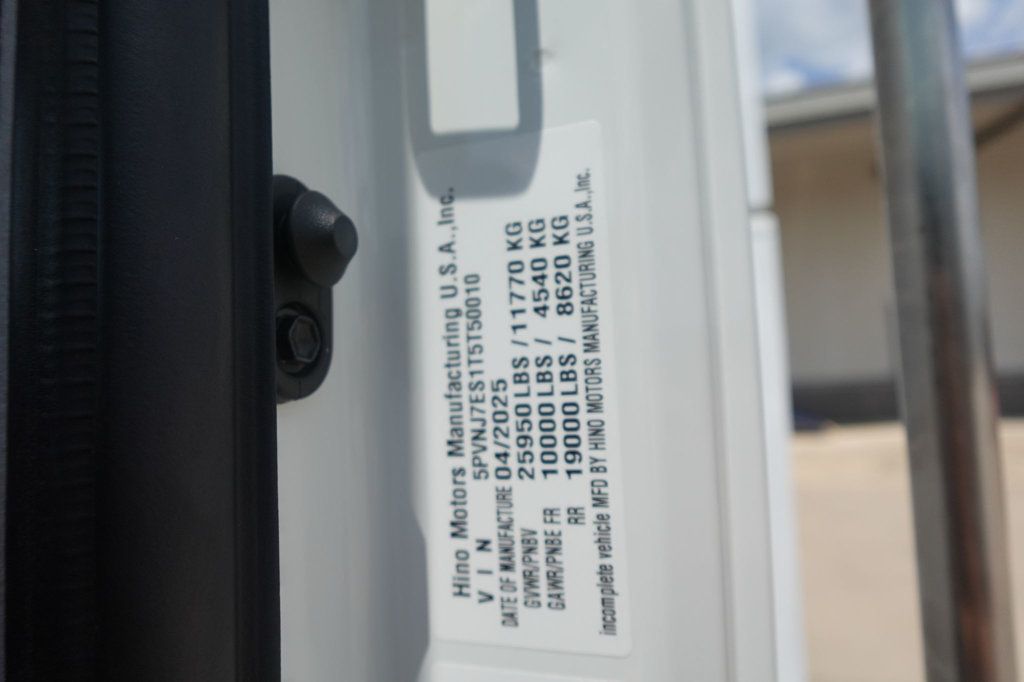 Hino Motors Manufacturing U.S.A.,Inc.
VIN 5PVNJ7ES1T5T50010
DATE OF MANUFACTURE 04/2025
GVWR/PNBV 25950 LBS / 11770 KG
GAWR/PNBE FR 10000 LBS / 4540 KG
RR 19000 LBS / 8620 KG
incomplete vehicle MFD BY HINO MOTORS MANUFACTURING U.S.A.,Inc.